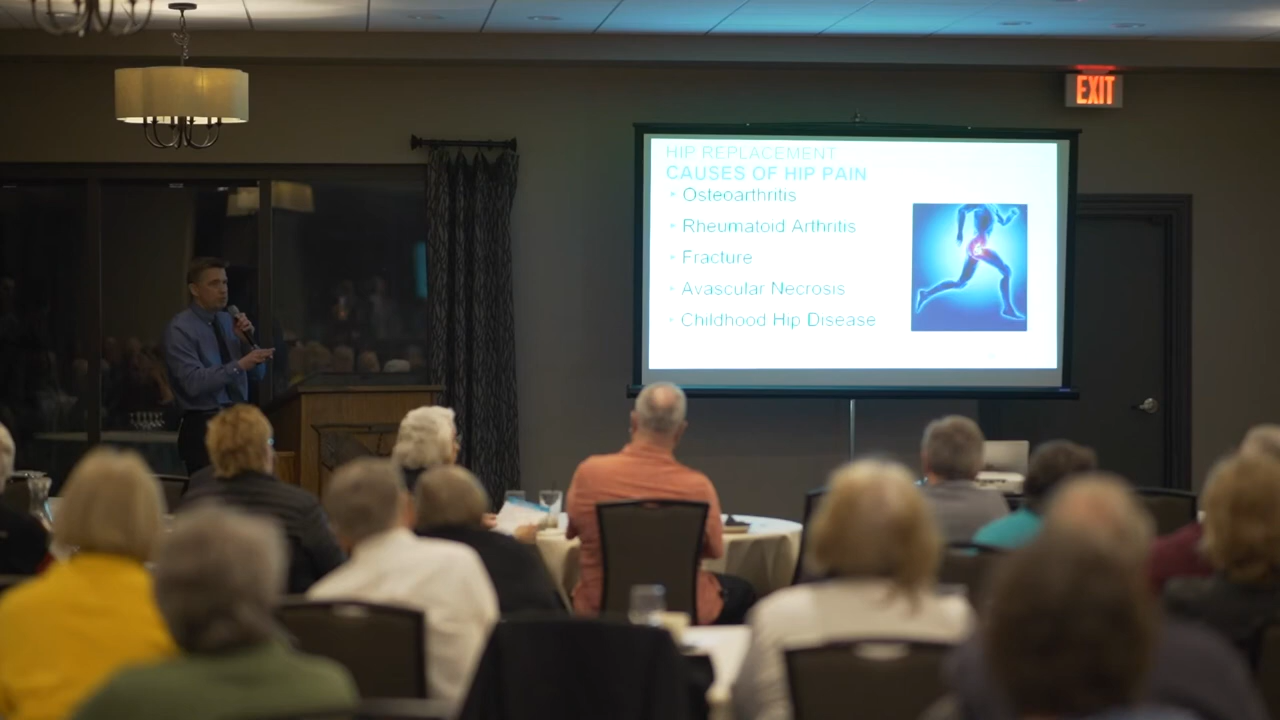 EXIT
HIP REPLACEMENT
CAUSES OF HIP PAIN
• Osteoarthritis
• Rheumatoid Arthritis
• Fracture
• Avascular Necrosis
• Childhood Hip Disease